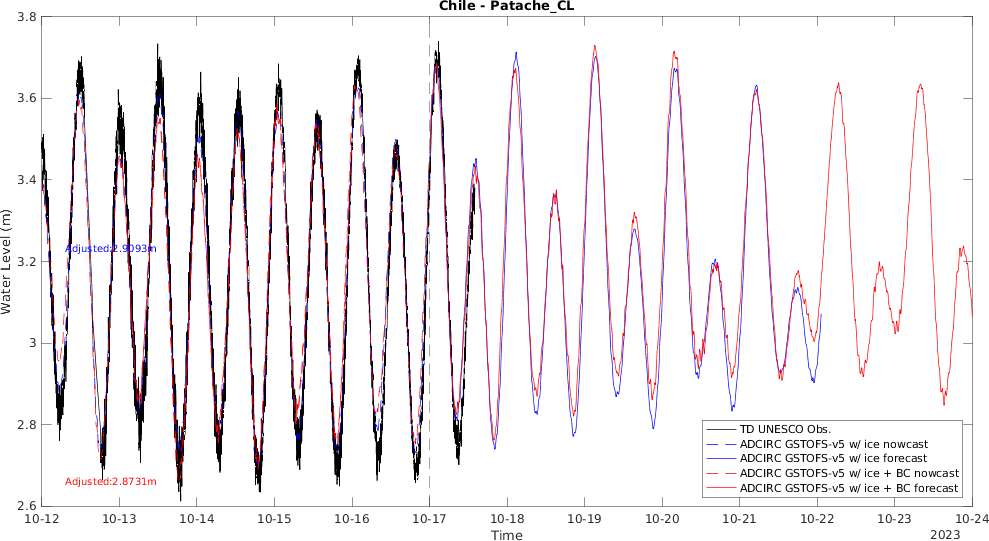 Chile - Patache_CL
Water Level (m)
3.8
3.6
3.4
3.2
3
2.8
2.6
Adjusted:2.9093m
Adjusted:2.8731m
TD UNESCO Obs.
ADCIRC GSTOFS-v5 w/ ice nowcast
ADCIRC GSTOFS-v5 w/ ice forecast
ADCIRC GSTOFS-v5 w/ ice + BC nowcast
ADCIRC GSTOFS-v5 w/ ice + BC forecast
10-12 10-13 10-14 10-15 10-16 10-17 10-18 10-19 10-20 10-21 10-22 10-23 10-24
Time
2023